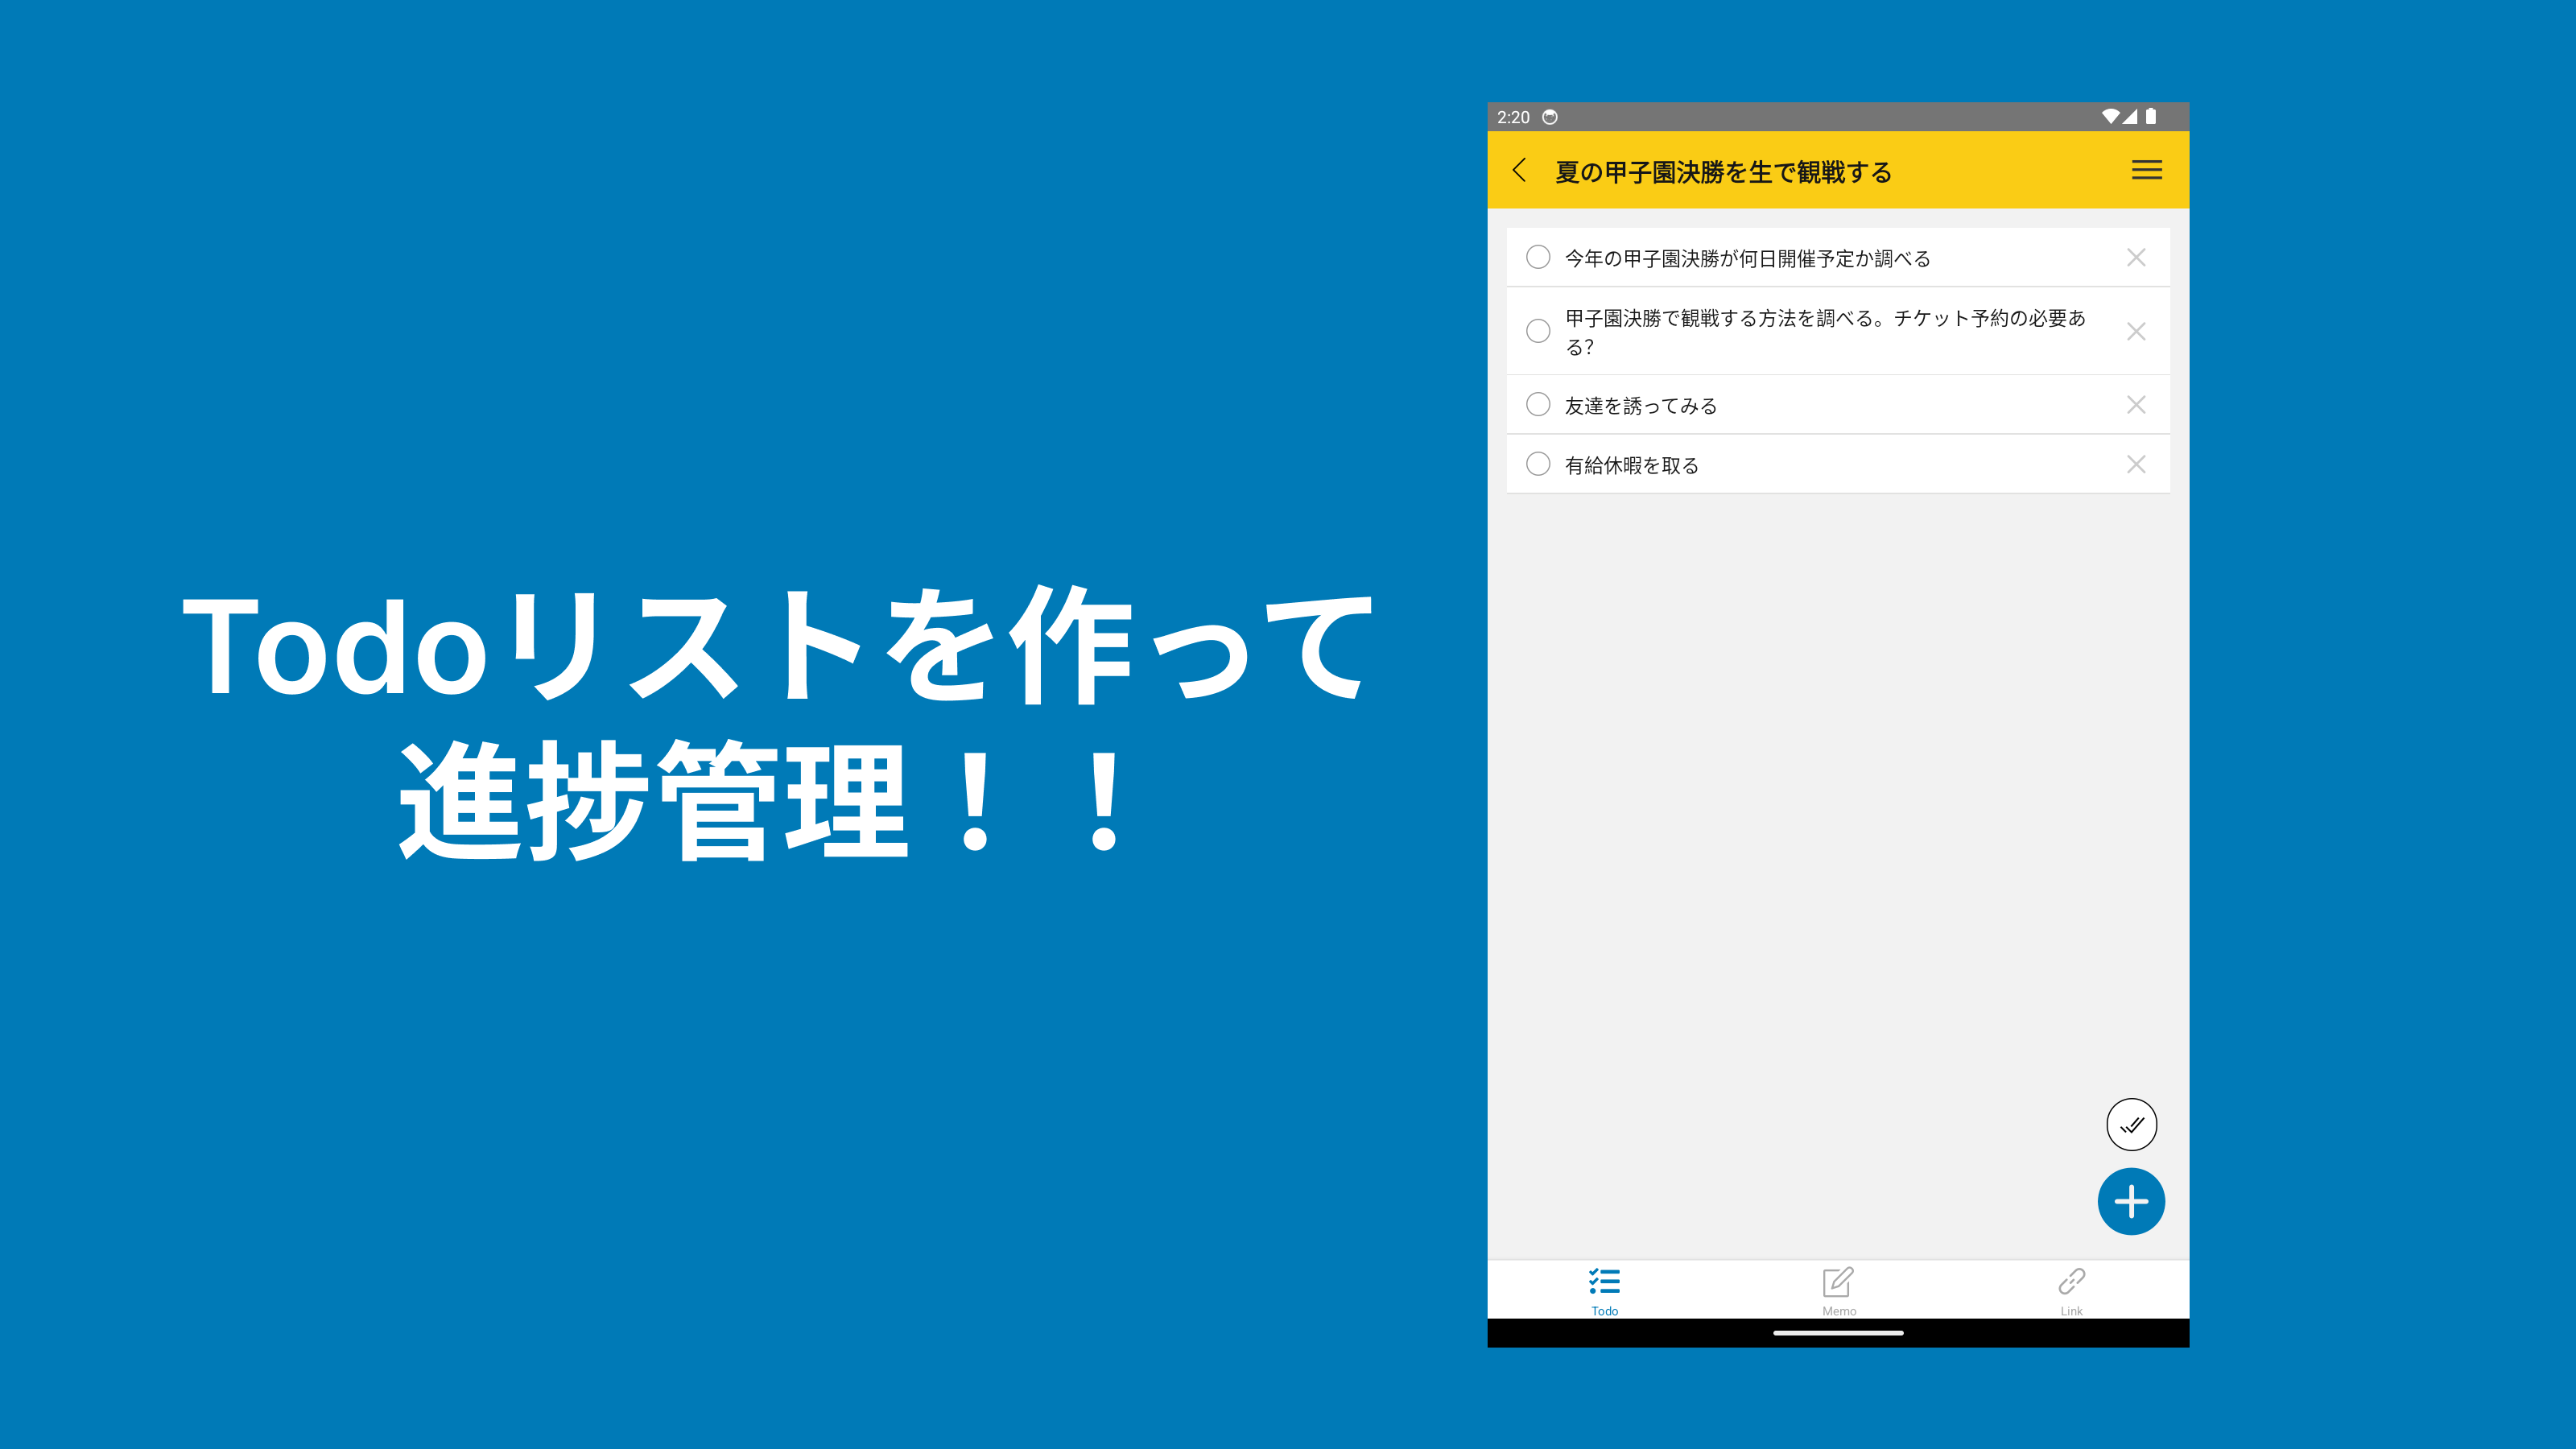 Todoリストを作って
進捗管理！！
2:20
夏の甲子園決勝を生で観戦する
今年の甲子園決勝が何日開催予定か調べる
甲子園決勝で観戦する方法を調べる。チケット予約の必要あ
る？
友達を誘ってみる
有給休暇を取る
Todo
Memo
Link